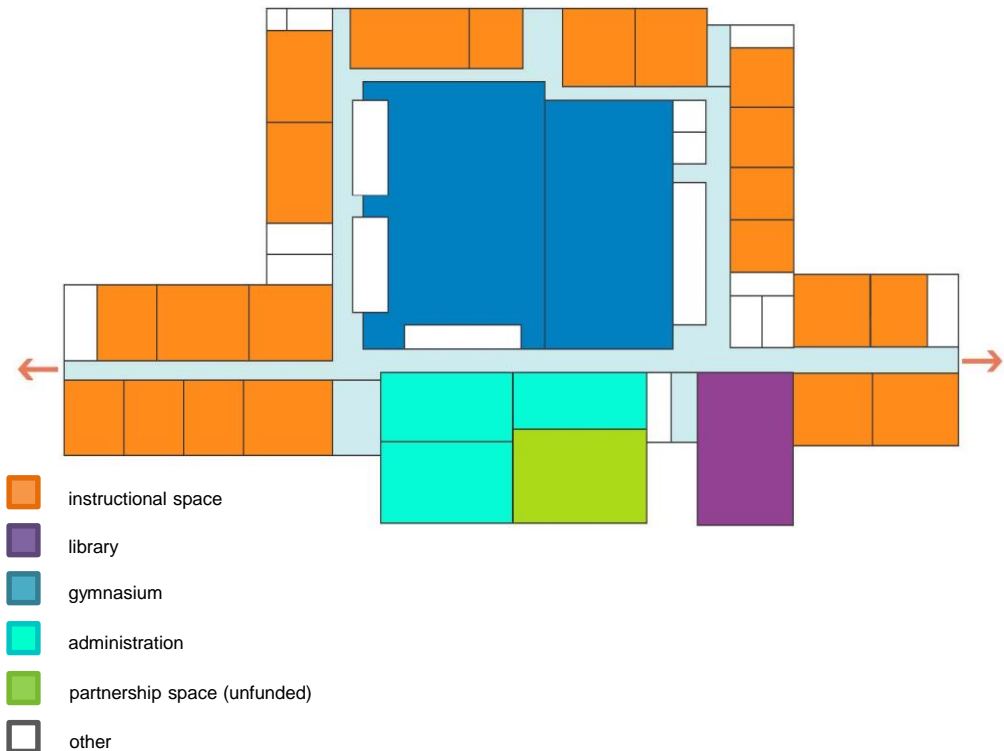 instructional space
library
gymnasium
administration
partnership space (unfunded)
other